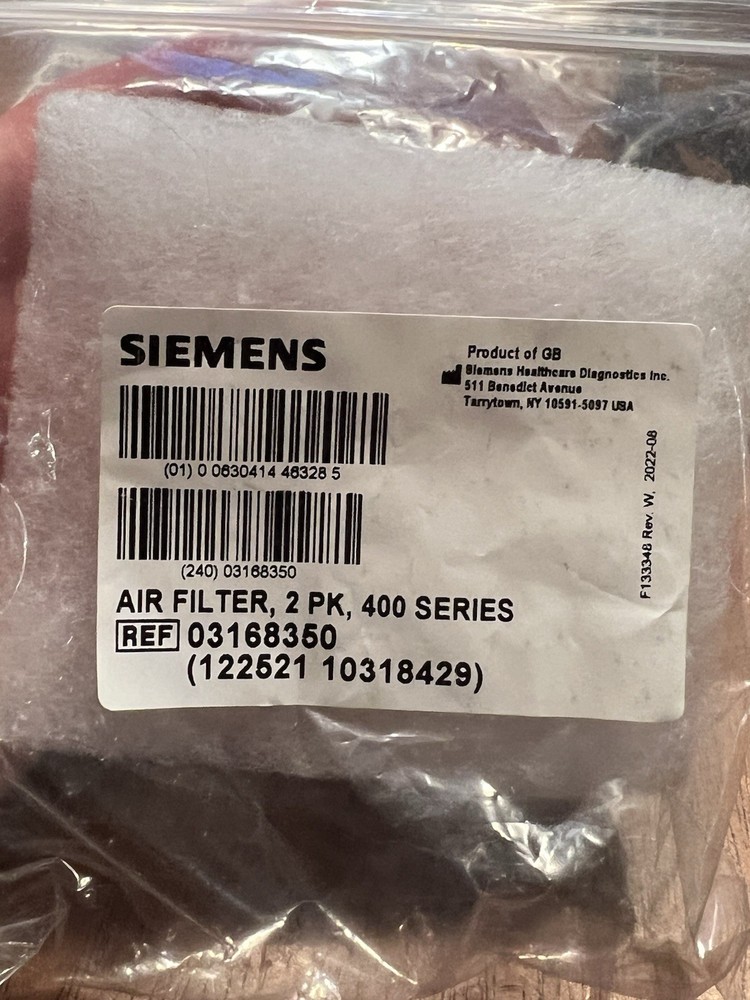 SIEMENS
Product of GB
Siemens Healthcare Diagnostics Inc.
511 Benedict Avenue
Tarrytown, NY 10591-5097 USA
(01) 0 0630414 46328 5
(240) 03168350
AIR FILTER, 2 PK, 400 SERIES
REF 03168350
(122521 10318429)
F133348 Rev. W, 2022-08